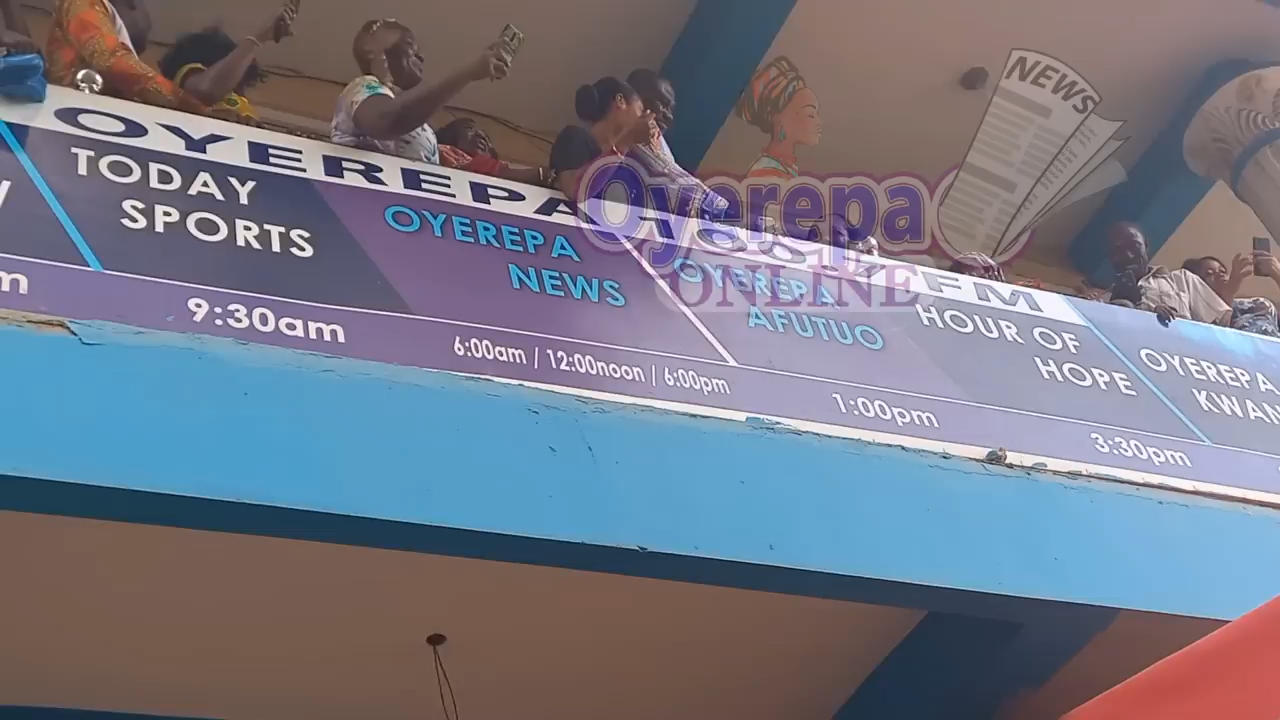 OYEREPA
FM
TODAY
SPORTS
9:30am
OYEREPA
NEWS
6:00am / 12:00noon / 6:00pm
OYEREPA
AFUTUO
1:00pm
HOUR OF
HOPE
3:30pm
OYEREPA
Oyerepa
ONLINE
NEWS